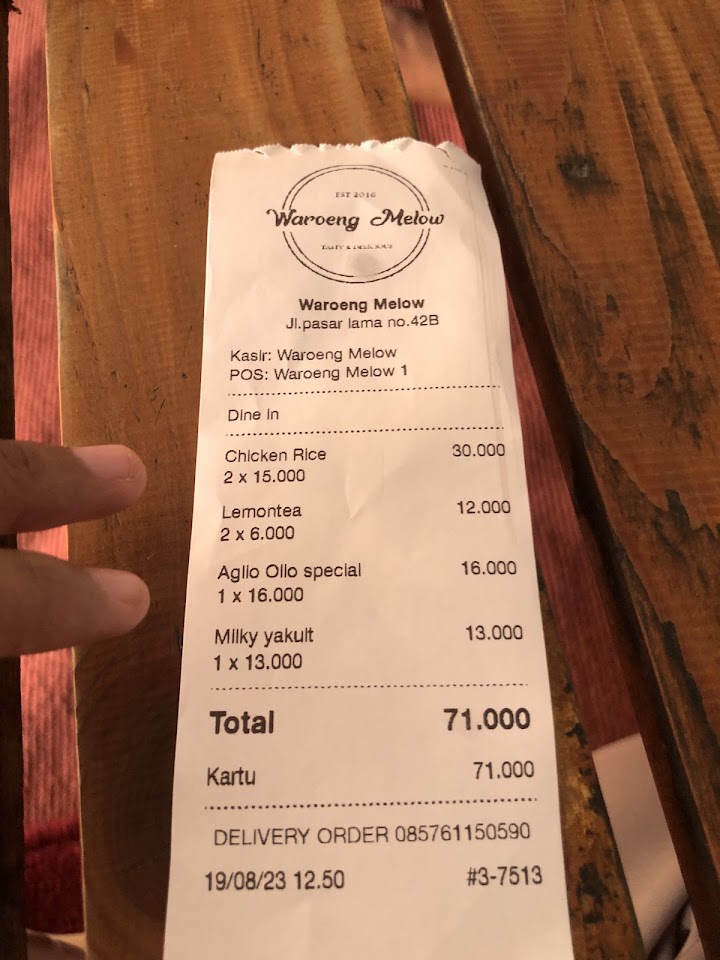 EST 2016
Waroeng Melow
TASTY & DELICIOUS
Waroeng Melow
Jl.pasar lama no.42B
Kasir: Waroeng Melow
POS: Waroeng Melow 1
Dine In
Chicken Rice 30.000
2 x 15.000
Lemontea 12.000
2 x 6.000
Aglio Olio special 16.000
1 x 16.000
Milky yakult 13.000
1 x 13.000
Total 71.000
Kartu 71.000
DELIVERY ORDER 085761150590
19/08/23 12.50 #3-7513